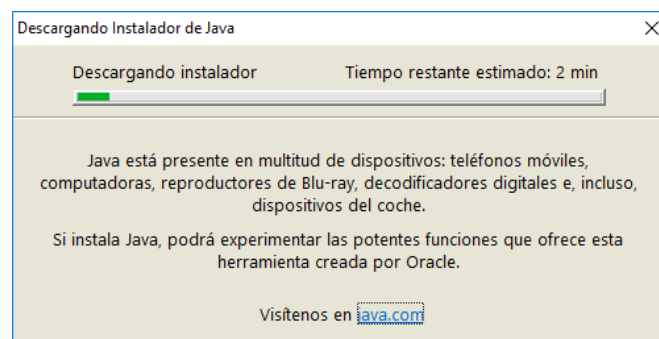 Descargando Instalador de Java
Descargando instalador Tiempo restante estimado: 2 min
Java está presente en multitud de dispositivos: teléfonos móviles,
computadoras, reproductores de Blu-ray, decodificadores digitales e, incluso,
dispositivos del coche.
Si instala Java, podrá experimentar las potentes funciones que ofrece esta
herramienta creada por Oracle.
Visítenos en java.com